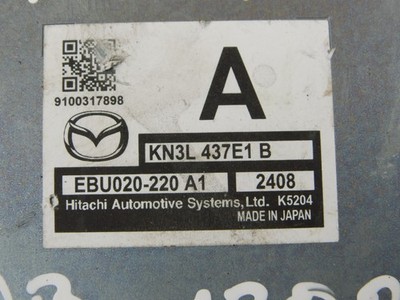 A
9100317898
KN3L 437E1 B
EBU020-220 A1 2408
Hitachi Automotive Systems,Ltd. K5204
MADE IN JAPAN